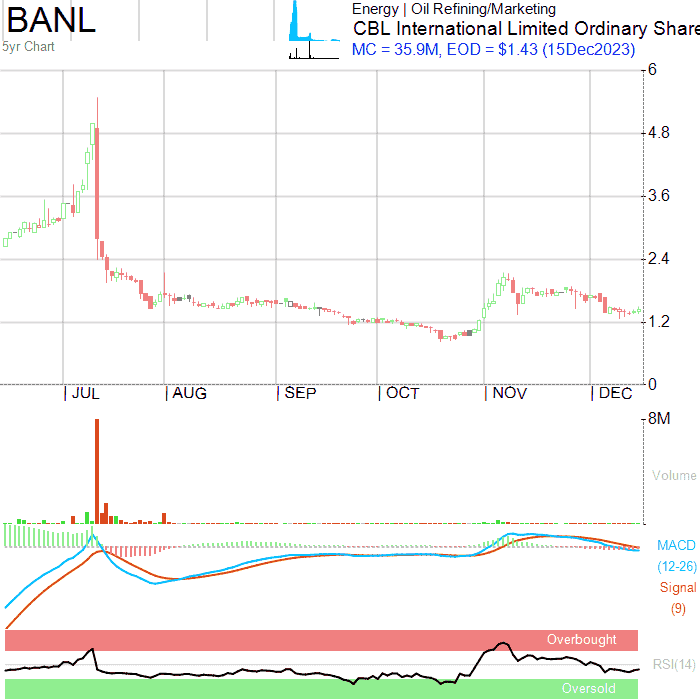 BANL
5yr Chart
Energy | Oil Refining/Marketing
CBL International Limited Ordinary Share
MC = 35.9M, EOD = $1.43 (15Dec2023)
6
4.8
3.6
2.4
1.2
0
JUL AUG SEP OCT NOV DEC
8M
Volume
MACD
(12-26)
Signal
(9)
Overbought
RSI(14)
Oversold